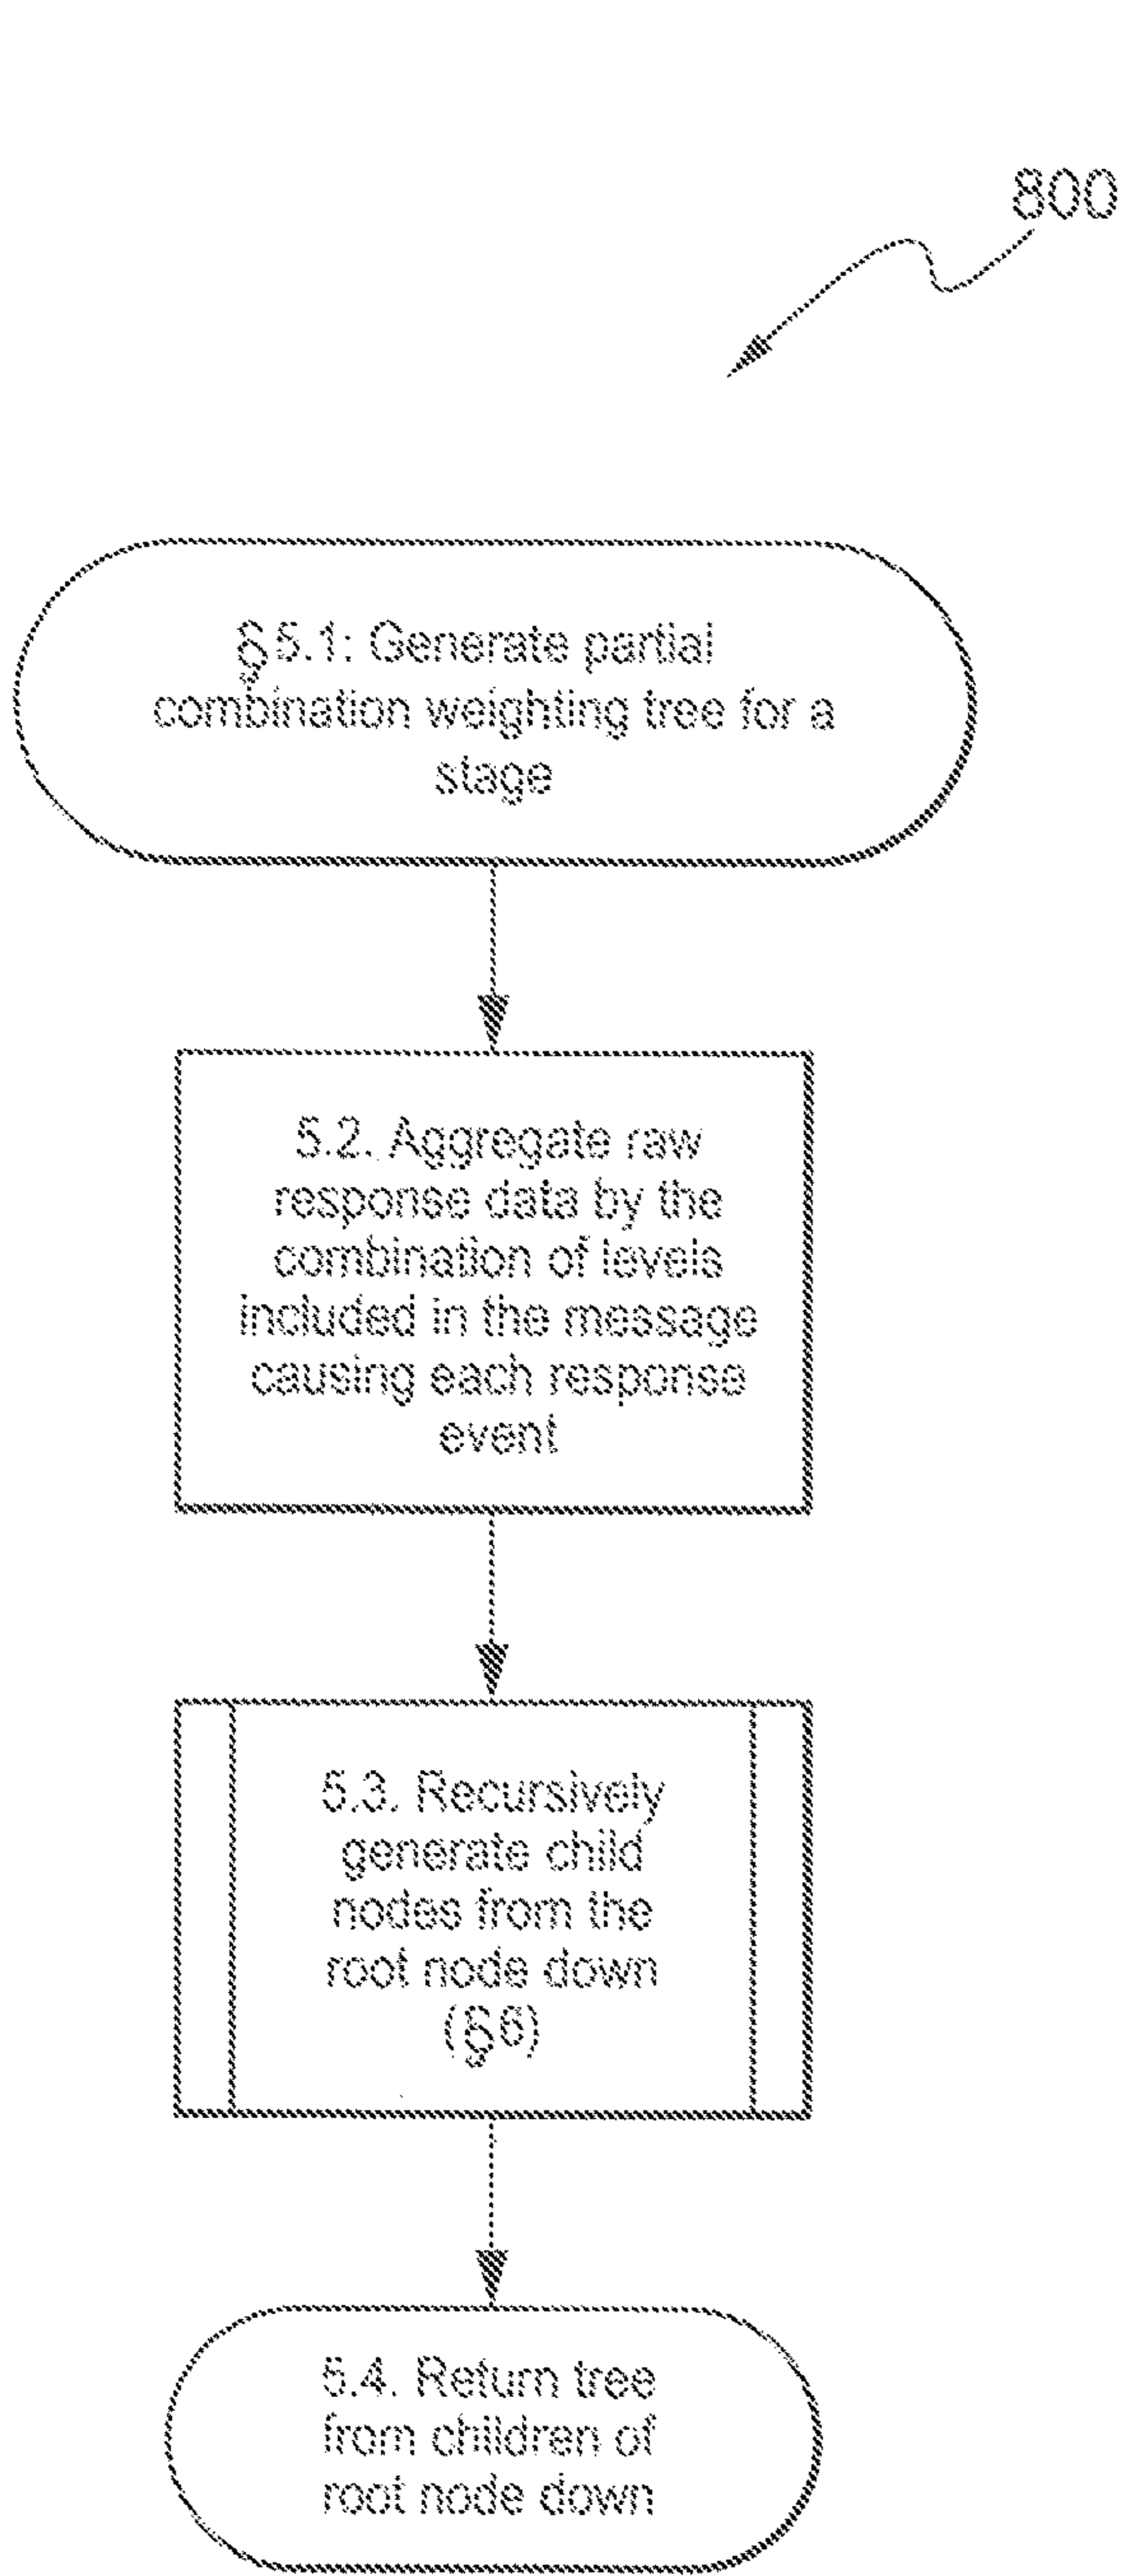 800
§5.1: Generate partial
combination weighting tree for a
stage
5.2. Aggregate raw
response data by the
combination of levels
included in the message
causing each response
event
5.3. Recursively
generate child
nodes from the
root node down
(§6)
5.4. Return tree
from children of
root node down